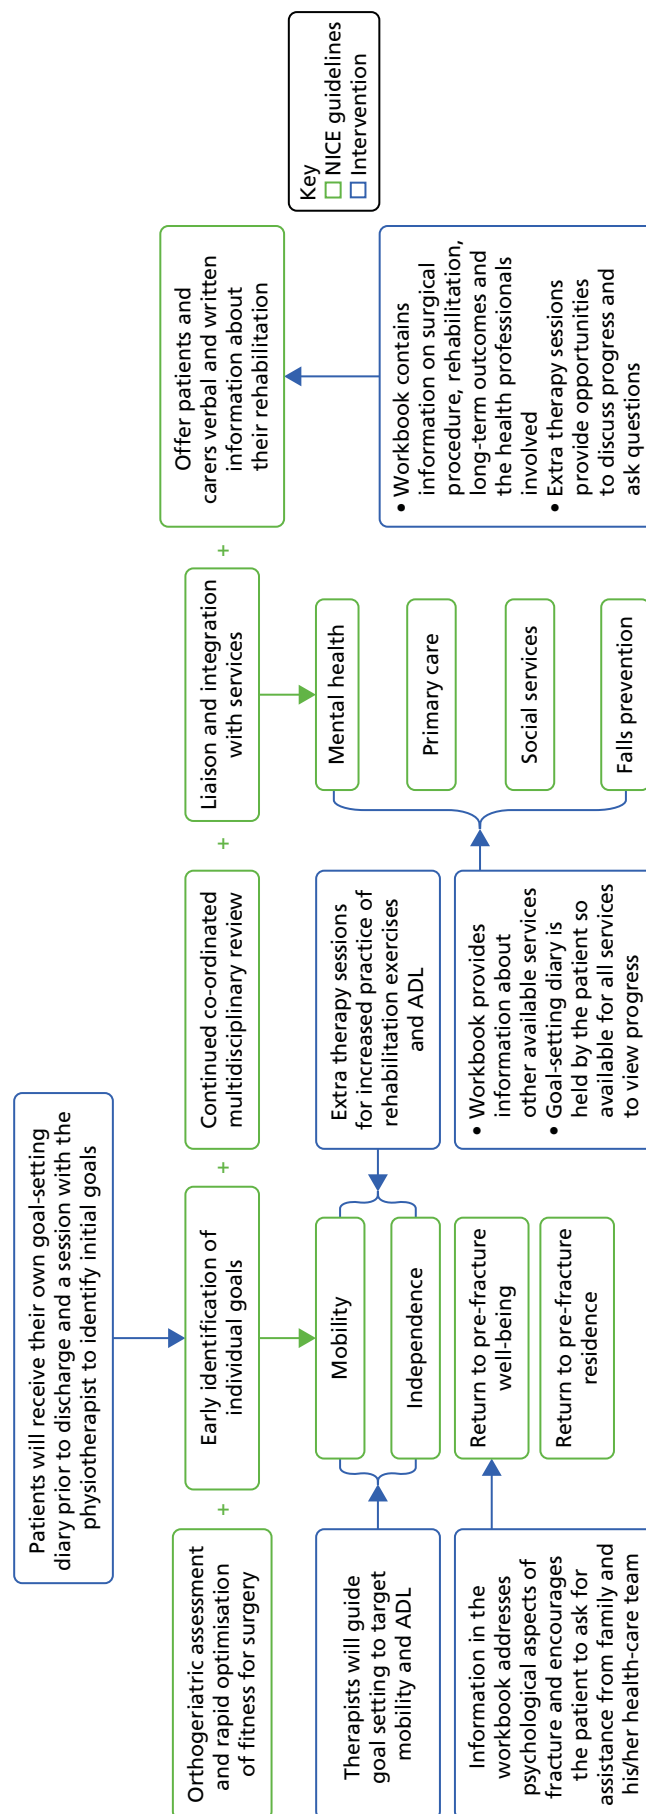 Patients will receive their own goal-setting
diary prior to discharge and a session with the
physiotherapist to identify initial goals
Orthogeriatric assessment
and rapid optimisation
of fitness for surgery
+
Early identification of
individual goals
+
Continued co-ordinated
multidisciplinary review
+
Liaison and integration
with services
+
Offer patients and
carers verbal and written
information about
their rehabilitation
Key
NICE guidelines
Intervention
Therapists will guide
goal setting to target
mobility and ADL
Mobility
Independence
Extra therapy sessions
for increased practice of
rehabilitation exercises
and ADL
Mental health
Primary care
Social services
Falls prevention
• Workbook contains
information on surgical
procedure, rehabilitation,
long-term outcomes and
the health professionals
involved
• Extra therapy sessions
provide opportunities
to discuss progress and
ask questions
Information in the
workbook addresses
psychological aspects of
fracture and encourages
the patient to ask for
assistance from family and
his/her health-care team
Return to pre-fracture
well-being
Return to pre-fracture
residence
• Workbook provides
information about
other available services
• Goal-setting diary is
held by the patient so
available for all services
to view progress